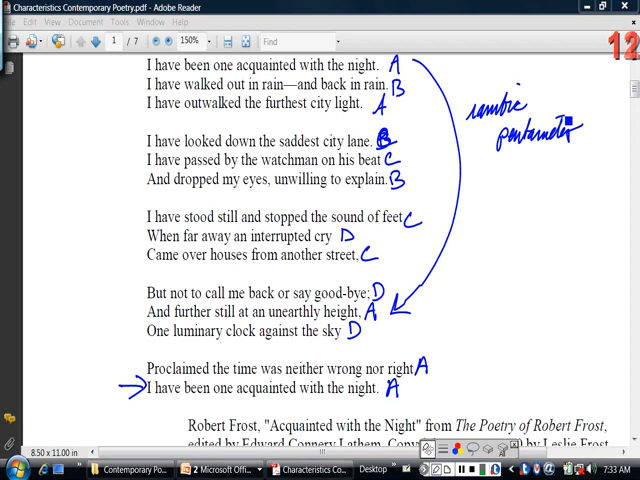 Characteristics Contemporary Poetry.pdf - Adobe Reader
File Edit View Document Tools Window Help
1 / 7 150% Find
12
I have been one acquainted with the night. A
I have walked out in rain—and back in rain. B
I have outwalked the furthest city light. A
iambic
pentameter
I have looked down the saddest city lane. B
I have passed by the watchman on his beat C
And dropped my eyes, unwilling to explain. B
I have stood still and stopped the sound of feet C
When far away an interrupted cry D
Came over houses from another street, C
But not to call me back or say good-bye; D
And further still at an unearthly height, A
One luminary clock against the sky D
Proclaimed the time was neither wrong nor right A
I have been one acquainted with the night. A
Robert Frost, "Acquainted with the Night" from The Poetry of Robert Frost,
edited by Edward Connery Lathem. by Leslie Frost
8.50 x 11.00 in
Start Contemporary Po... 2 Microsoft Offi... Characteristics C... Desktop 7:33 AM